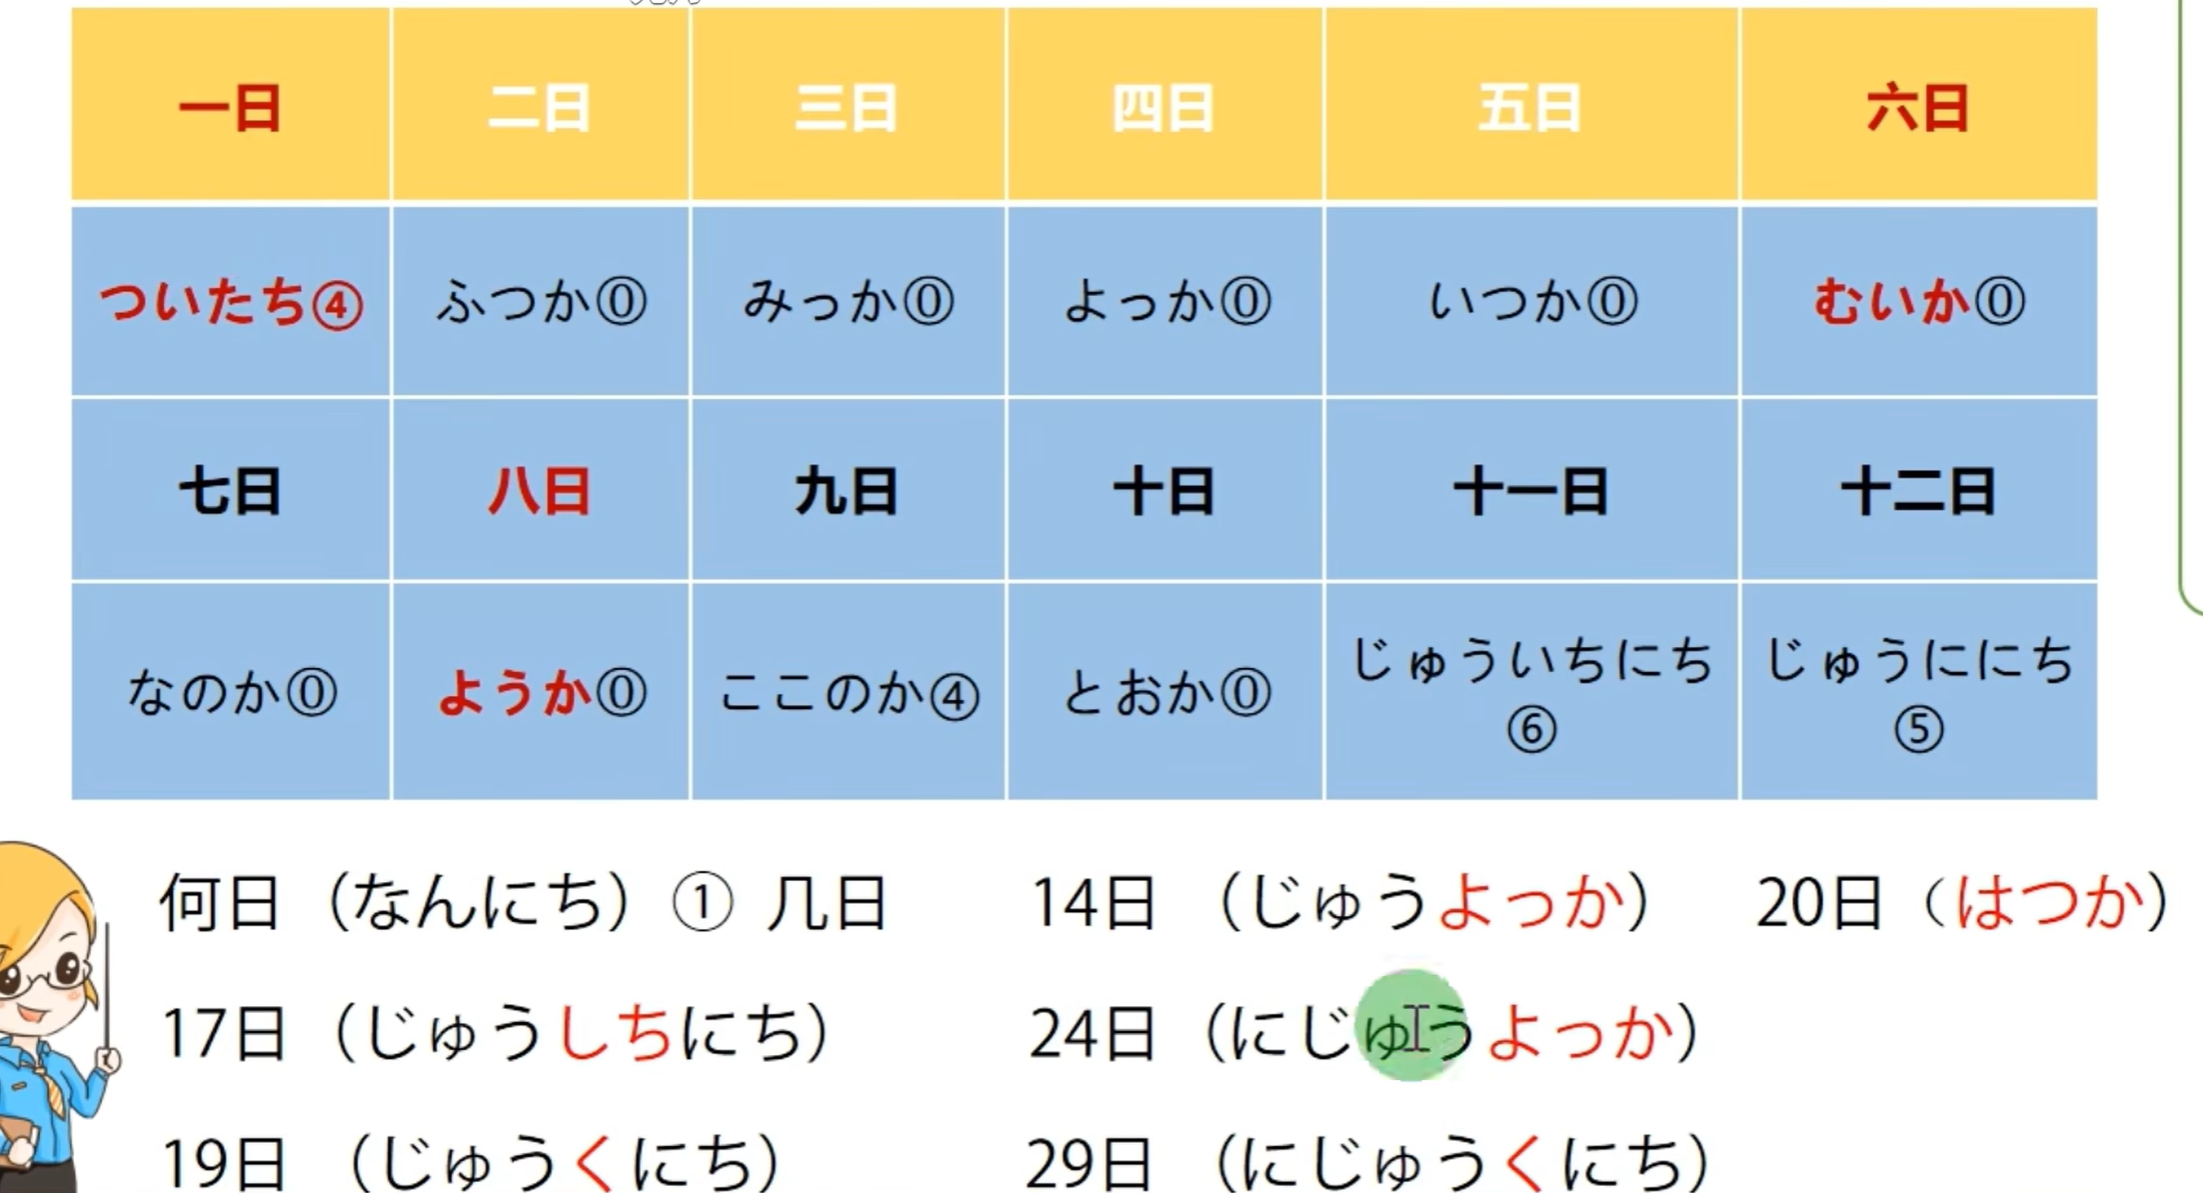 一日 二日 三日 四日 五日 六日
ついたち④ ふつか⓪ みっか⓪ よっか⓪ いつか⓪ むいか⓪
七日 八日 九日 十日 十一日 十二日
なのか⓪ ようか⓪ ここのか④ とおか⓪ じゅういちにち⑥ じゅうににち⑤
何日（なんにち）① 几日 14日（じゅうよっか） 20日（はつか）
17日（じゅうしちにち） 24日（にじゅうよっか）
19日（じゅうくにち） 29日（にじゅうくにち）